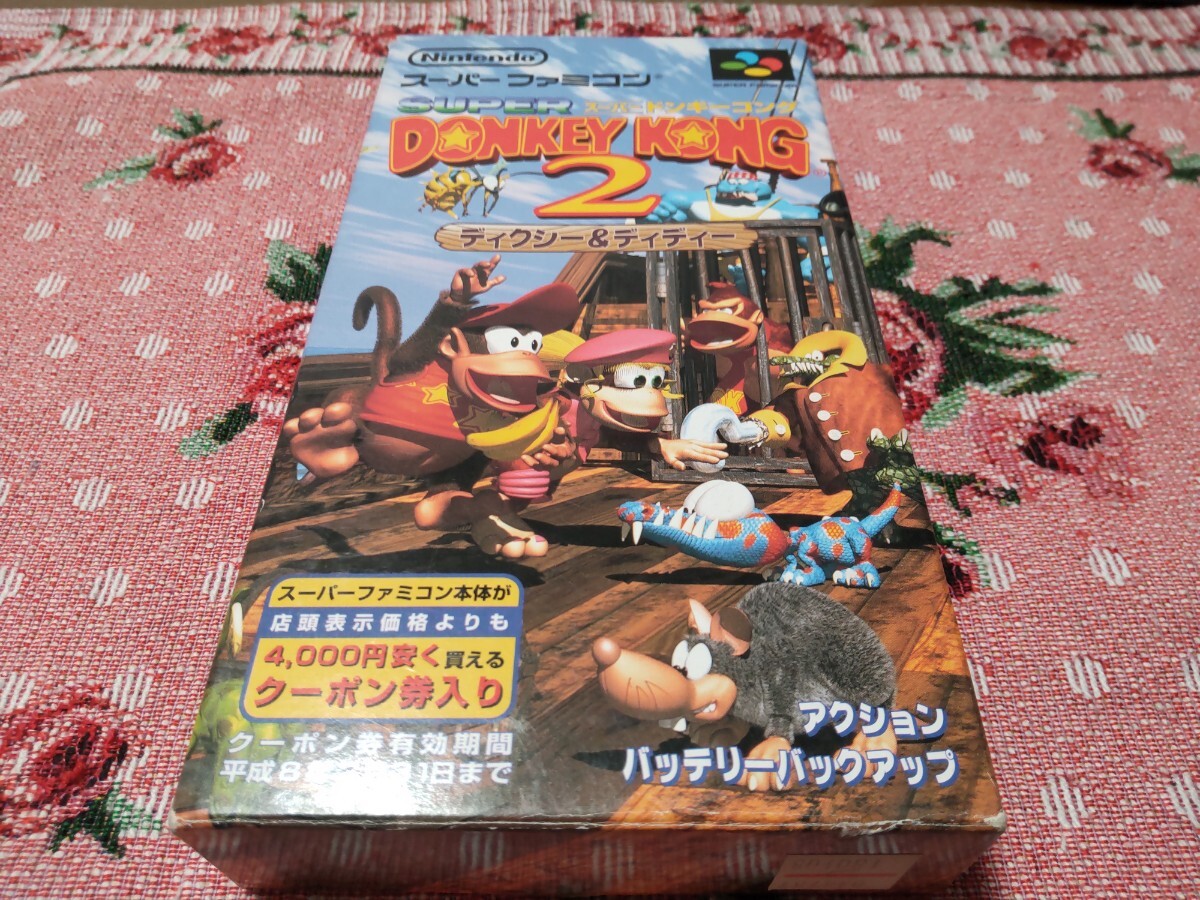 Nintendo
スーパーファミコン
SUPER スーパードンキーコング
DONKEY KONG
2
ディクシー&ディディー
スーパーファミコン本体が
店頭表示価格よりも
4,000円安く買える
クーポン券入り
クーポン券有効期間
平成8 1日まで
アクション
バッテリーバックアップ